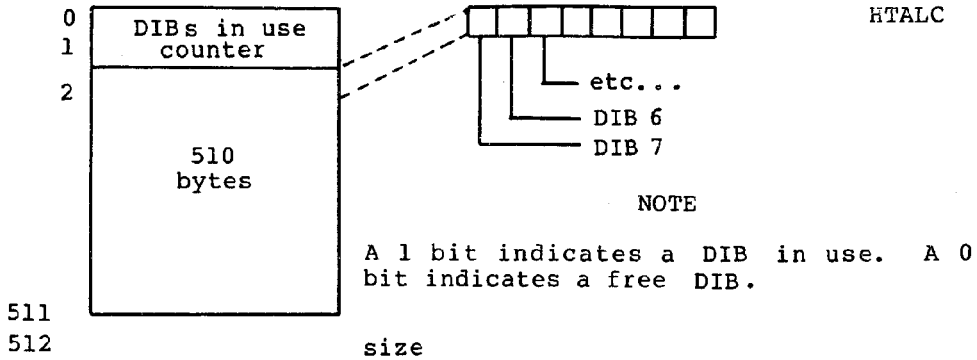 0
DIBs in use
HTALC
1
counter
2
etc...
DIB 6
DIB 7
510
bytes
NOTE
A 1 bit indicates a DIB in use. A 0
bit indicates a free DIB.
511
512
size